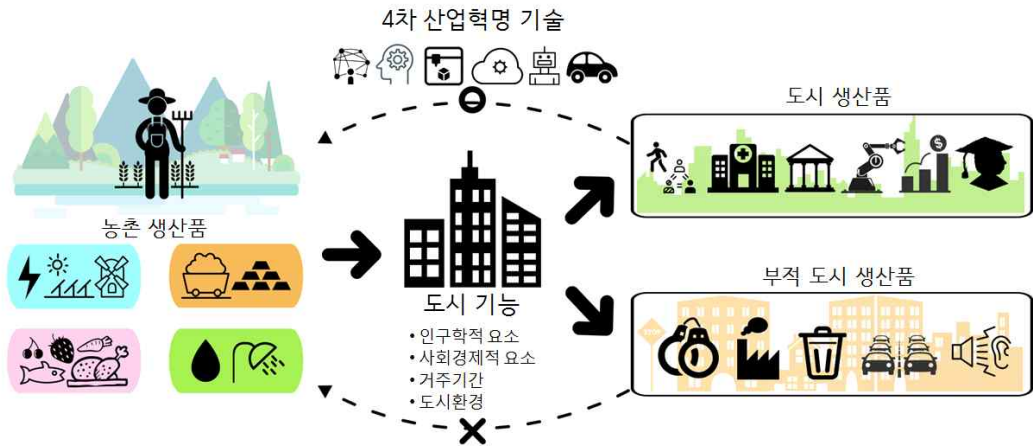 4차 산업혁명 기술
도시 생산품
농촌 생산품
도시 기능
• 인구학적 요소
• 사회경제적 요소
• 거주기간
• 도시환경
부적 도시 생산품
STOP
$